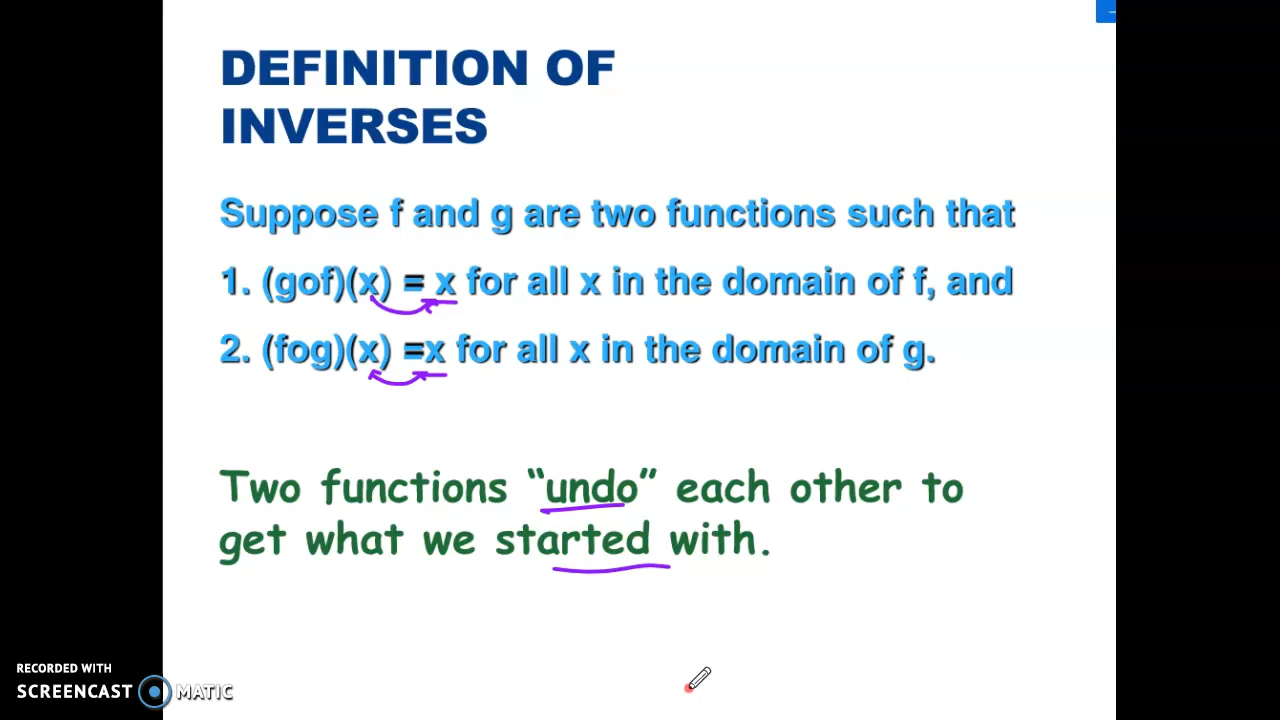 DEFINITION OF
INVERSES
Suppose f and g are two functions such that
1. (gof)(x) = x for all x in the domain of f, and
2. (fog)(x) =x for all x in the domain of g.
Two functions “undo” each other to
get what we started with.
RECORDED WITH
SCREENCAST MATIC